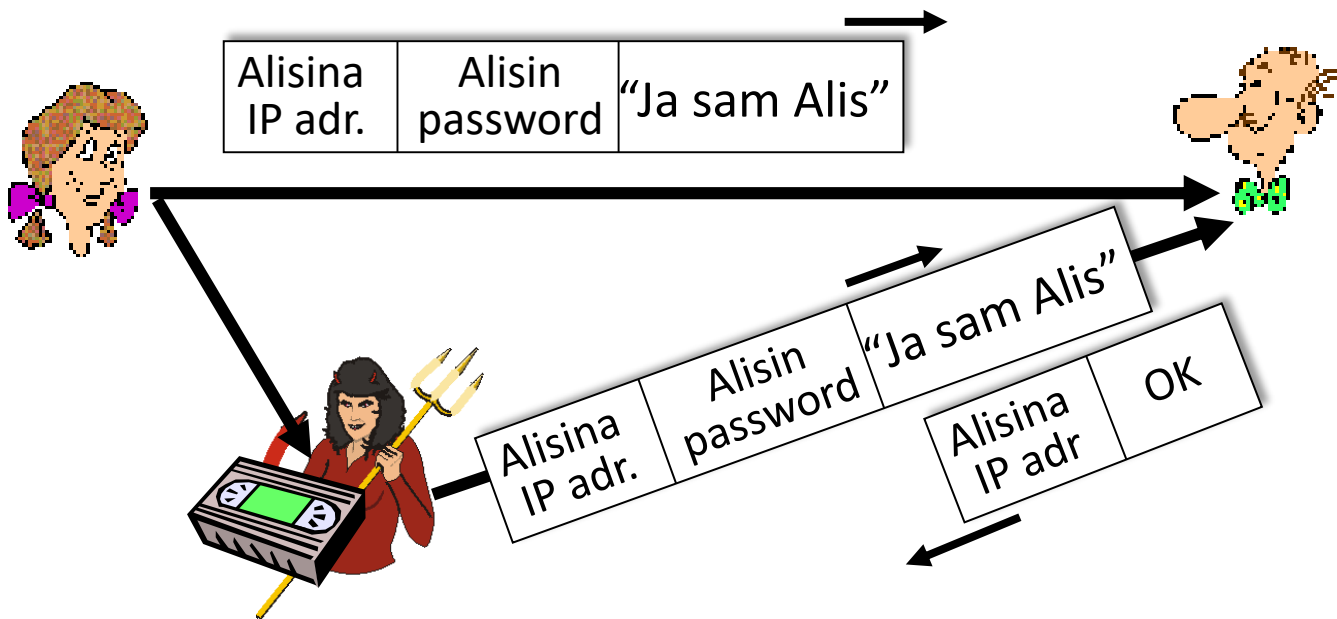 Alisina
IP adr.
Alisin
password
“Ja sam Alis”
Alisina
IP adr.
Alisin
password
“Ja sam Alis”
Alisina
IP adr
OK